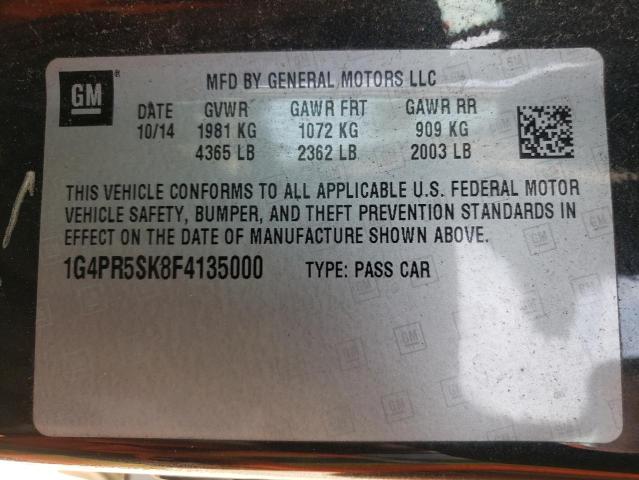 GM
MFD BY GENERAL MOTORS LLC
DATE GVWR GAWR FRT GAWR RR
10/14 1981 KG 1072 KG 909 KG
4365 LB 2362 LB 2003 LB
THIS VEHICLE CONFORMS TO ALL APPLICABLE U.S. FEDERAL MOTOR
VEHICLE SAFETY, BUMPER, AND THEFT PREVENTION STANDARDS IN
EFFECT ON THE DATE OF MANUFACTURE SHOWN ABOVE.
1G4PR5SK8F4135000 TYPE: PASS CAR